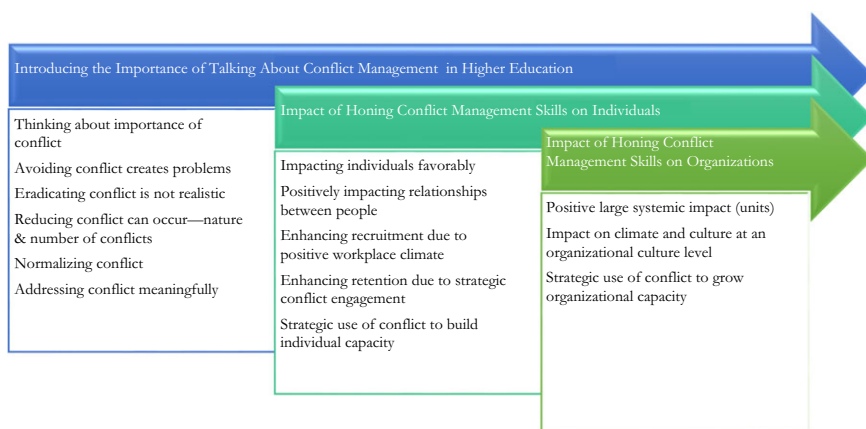 Introducing the Importance of Talking About Conflict Management in Higher Education
Thinking about importance of
conflict
Avoiding conflict creates problems
Eradicating conflict is not realistic
Reducing conflict can occur—nature
& number of conflicts
Normalizing conflict
Addressing conflict meaningfully
Impact of Honing Conflict Management Skills on Individuals
Impacting individuals favorably
Positively impacting relationships
between people
Enhancing recruitment due to
positive workplace climate
Enhancing retention due to strategic
conflict engagement
Strategic use of conflict to build
individual capacity
Impact of Honing Conflict
Management Skills on Organizations
Positive large systemic impact (units)
Impact on climate and culture at an
organizational culture level
Strategic use of conflict to grow
organizational capacity